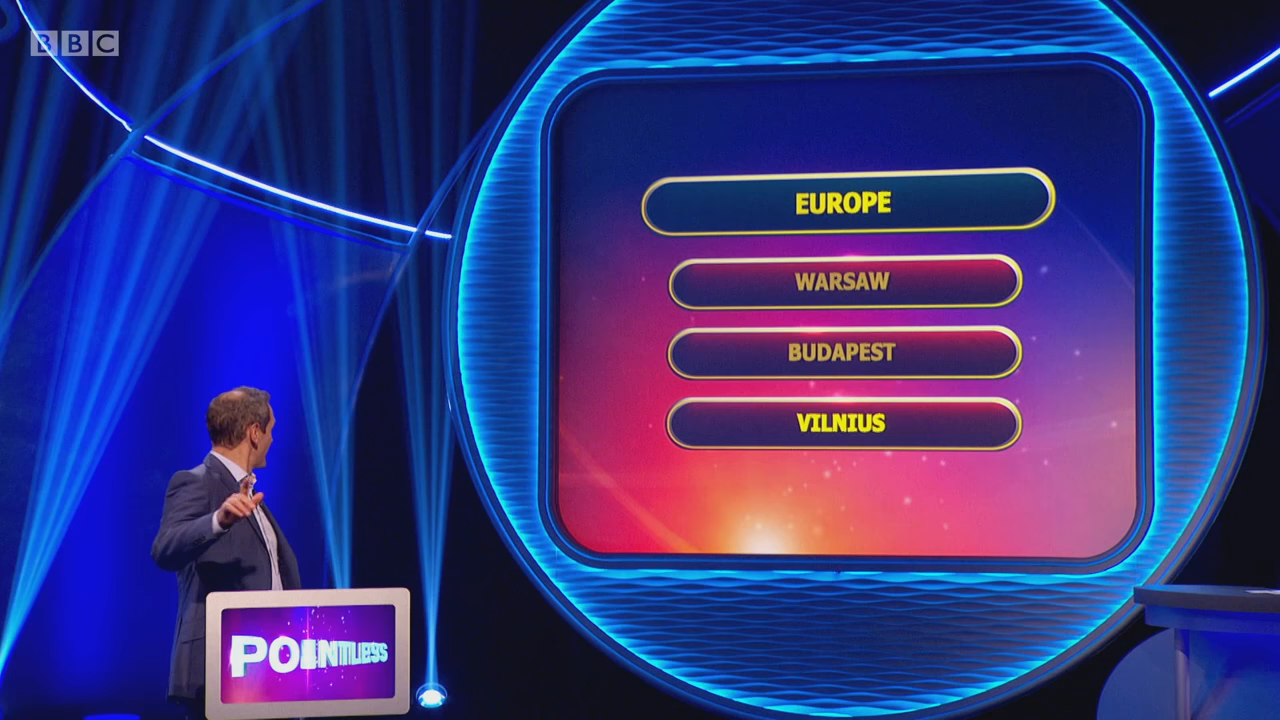 BBC
EUROPE
WARSAW
BUDAPEST
VILNIUS
POINTLESS